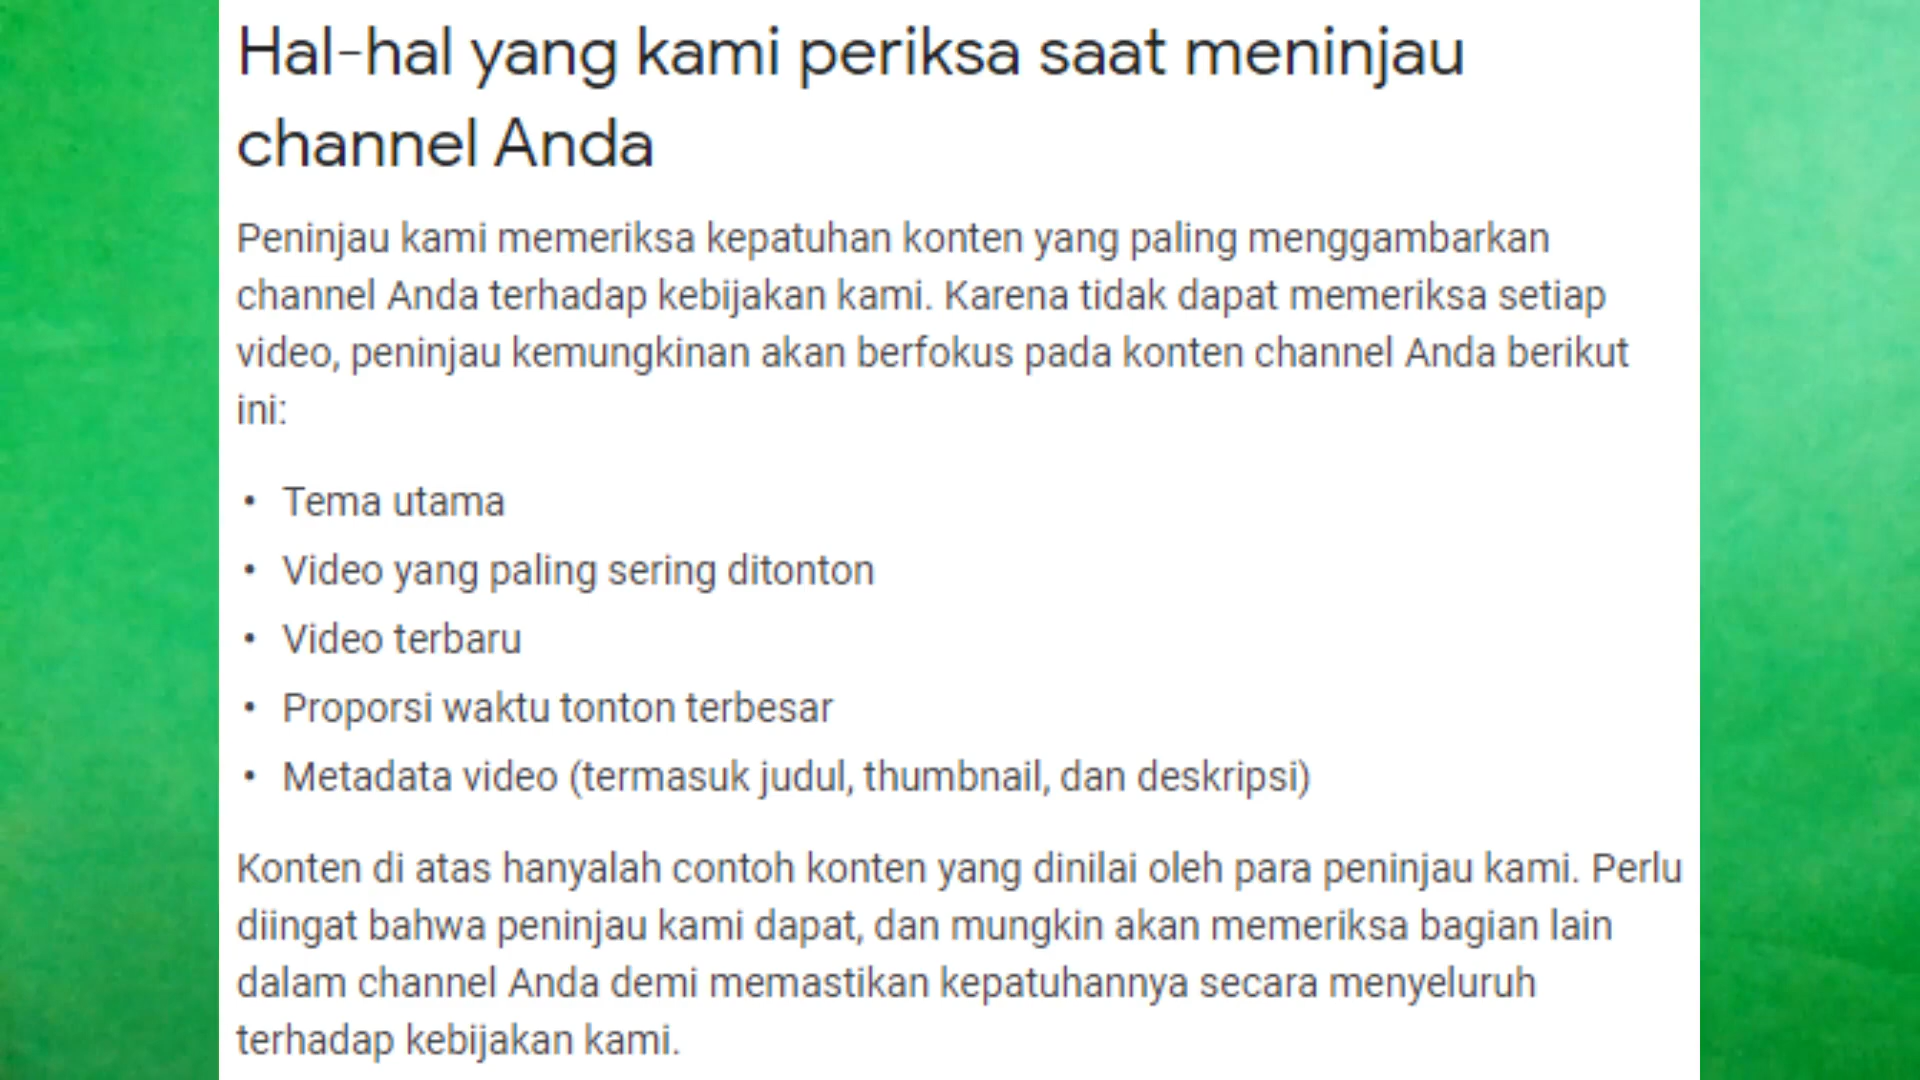 Hal-hal yang kami periksa saat meninjau
channel Anda
Peninjau kami memeriksa kepatuhan konten yang paling menggambarkan
channel Anda terhadap kebijakan kami. Karena tidak dapat memeriksa setiap
video, peninjau kemungkinan akan berfokus pada konten channel Anda berikut
ini:
• Tema utama
• Video yang paling sering ditonton
• Video terbaru
• Proporsi waktu tonton terbesar
• Metadata video (termasuk judul, thumbnail, dan deskripsi)
Konten di atas hanyalah contoh konten yang dinilai oleh para peninjau kami. Perlu
diingat bahwa peninjau kami dapat, dan mungkin akan memeriksa bagian lain
dalam channel Anda demi memastikan kepatuhannya secara menyeluruh
terhadap kebijakan kami.